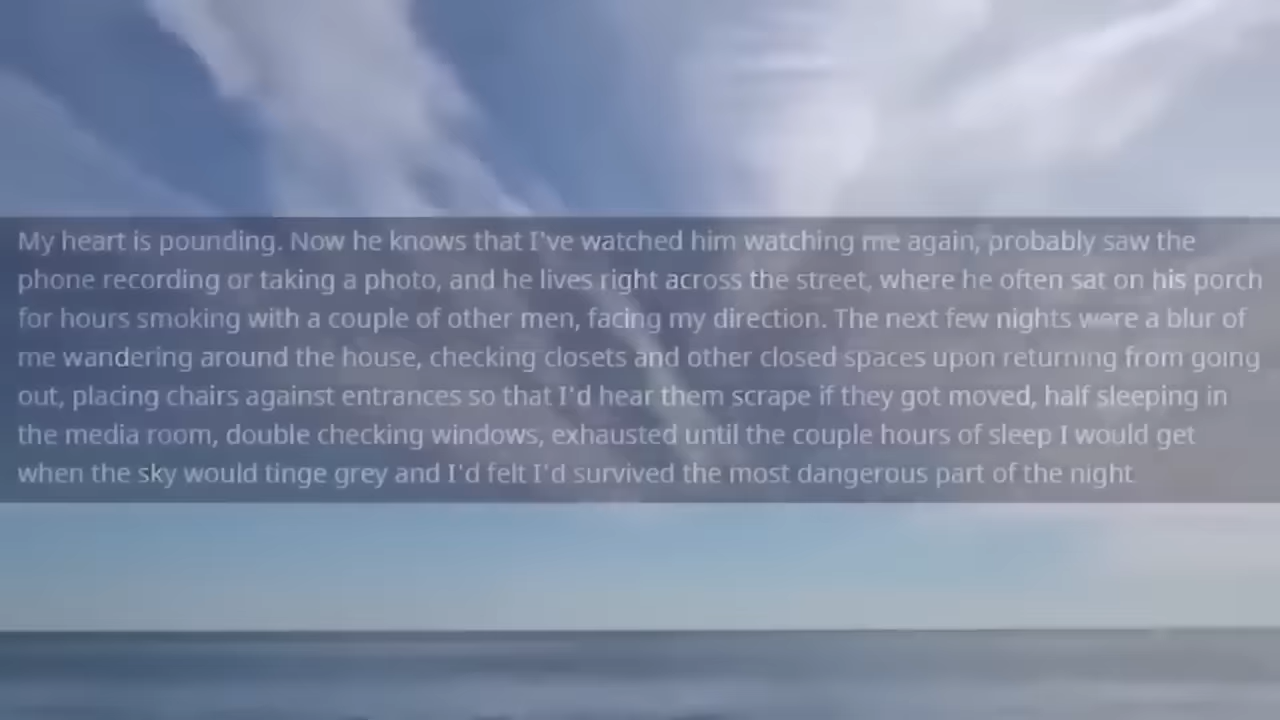 My heart is pounding. Now he knows that I've watched him watching me again, probably saw the
phone recording or taking a photo, and he lives right across the street, where he often sat on his porch
for hours smoking with a couple of other men, facing my direction. The next few nights were a blur of
me wandering around the house, checking closets and other closed spaces upon returning from going
out, placing chairs against entrances so that I'd hear them scrape if they got moved, half sleeping in
the media room, double checking windows, exhausted until the couple hours of sleep I would get
when the sky would tinge grey and I'd felt I'd survived the most dangerous part of the night